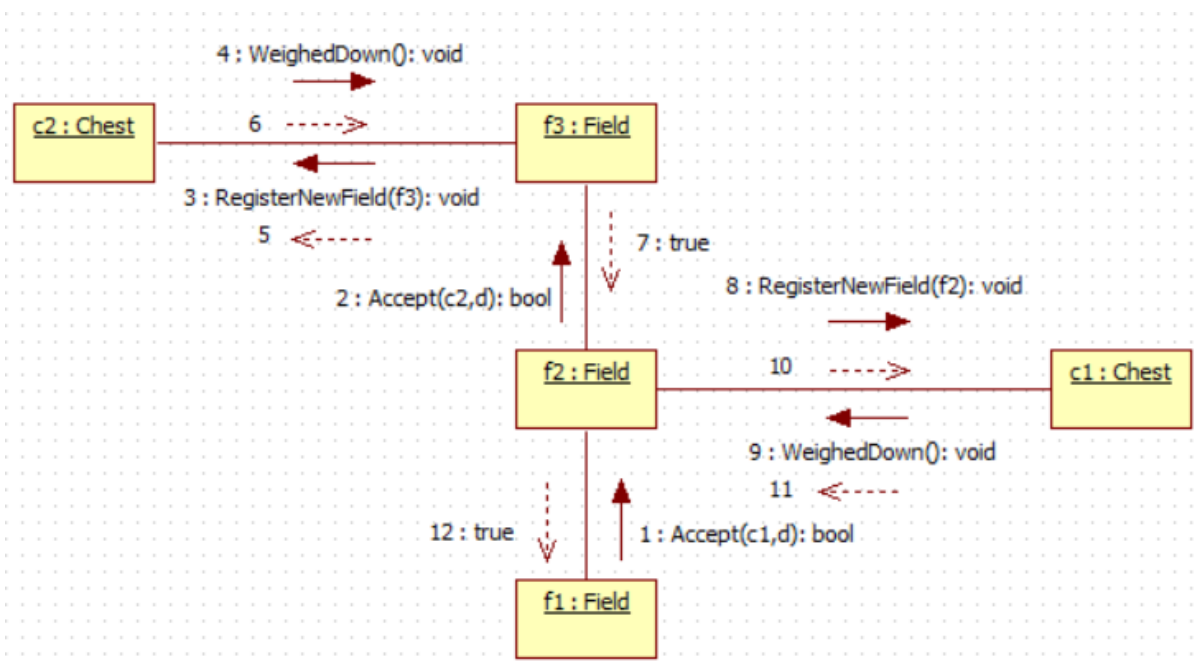 4 : WeighedDown(): void
c2 : Chest
6
f3 : Field
3 : RegisterNewField(f3): void
5
7 : true
2 : Accept(c2,d): bool
8 : RegisterNewField(f2): void
f2 : Field
10
c1 : Chest
9 : WeighedDown(): void
11
12 : true
1 : Accept(c1,d): bool
f1 : Field